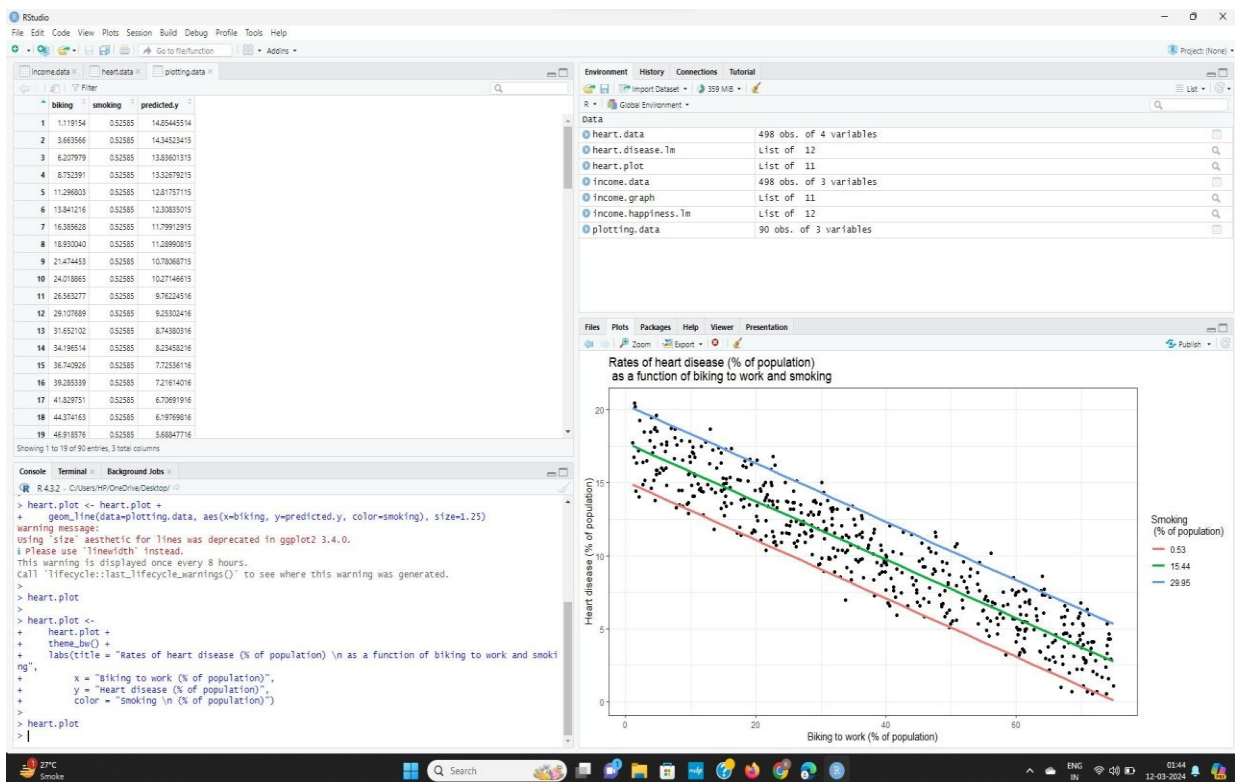 RStudio
File Edit Code View Plots Session Build Debug Profile Tools Help
Go to file/function Addins Project: (None)
income.data heart.data plotting.data
Filter
biking smoking predicted.y
1 1.119154 0.52585 14.85445514
2 3.663566 0.52585 14.34523415
3 6.207979 0.52585 13.83601315
4 8.752391 0.52585 13.32679215
5 11.296803 0.52585 12.81757115
6 13.841216 0.52585 12.30835015
7 16.385628 0.52585 11.79912915
8 18.930040 0.52585 11.28990815
9 21.474453 0.52585 10.78068715
10 24.018865 0.52585 10.27146615
11 26.563277 0.52585 9.76224516
12 29.107689 0.52585 9.25302416
13 31.652102 0.52585 8.74380316
14 34.196514 0.52585 8.23458216
15 36.740926 0.52585 7.72536116
16 39.285339 0.52585 7.21614016
17 41.829751 0.52585 6.70691916
18 44.374163 0.52585 6.19769816
19 46.918576 0.52585 5.68847716
Showing 1 to 19 of 90 entries, 3 total columns
Console Terminal Background Jobs
R 4.3.2 · C:/Users/HP/OneDrive/Desktop/
> heart.plot <- heart.plot +
+ geom_line(data=plotting.data, aes(x=biking, y=predicted.y, color=smoking), size=1.25)
Warning message:
Using `size` aesthetic for lines was deprecated in ggplot2 3.4.0.
ℹ Please use `linewidth` instead.
This warning is displayed once every 8 hours.
Call `lifecycle::last_lifecycle_warnings()` to see where this warning was generated.
>
> heart.plot
>
> heart.plot <-
+ heart.plot +
+ theme_bw() +
+ labs(title = "Rates of heart disease (% of population) \n as a function of biking to work and smoki
ng",
+ x = "Biking to work (% of population)",
+ y = "Heart disease (% of population)",
+ color = "Smoking \n (% of population)")
>
> heart.plot
>
Environment History Connections Tutorial
Import Dataset 359 MiB List
R Global Environment
Data
heart.data 498 obs. of 4 variables
heart.disease.lm List of 12
heart.plot List of 11
income.data 498 obs. of 3 variables
income.graph List of 11
income.happiness.lm List of 12
plotting.data 90 obs. of 3 variables
Files Plots Packages Help Viewer Presentation
Zoom Export Publish
Rates of heart disease (% of population)
as a function of biking to work and smoking
Heart disease (% of population)
20
15
10
5
0
0 20 40 60
Biking to work (% of population)
Smoking
(% of population)
0.53
15.44
29.95
1
27°C
Smoke
Search
ENG
IN
01:44
12-03-2024